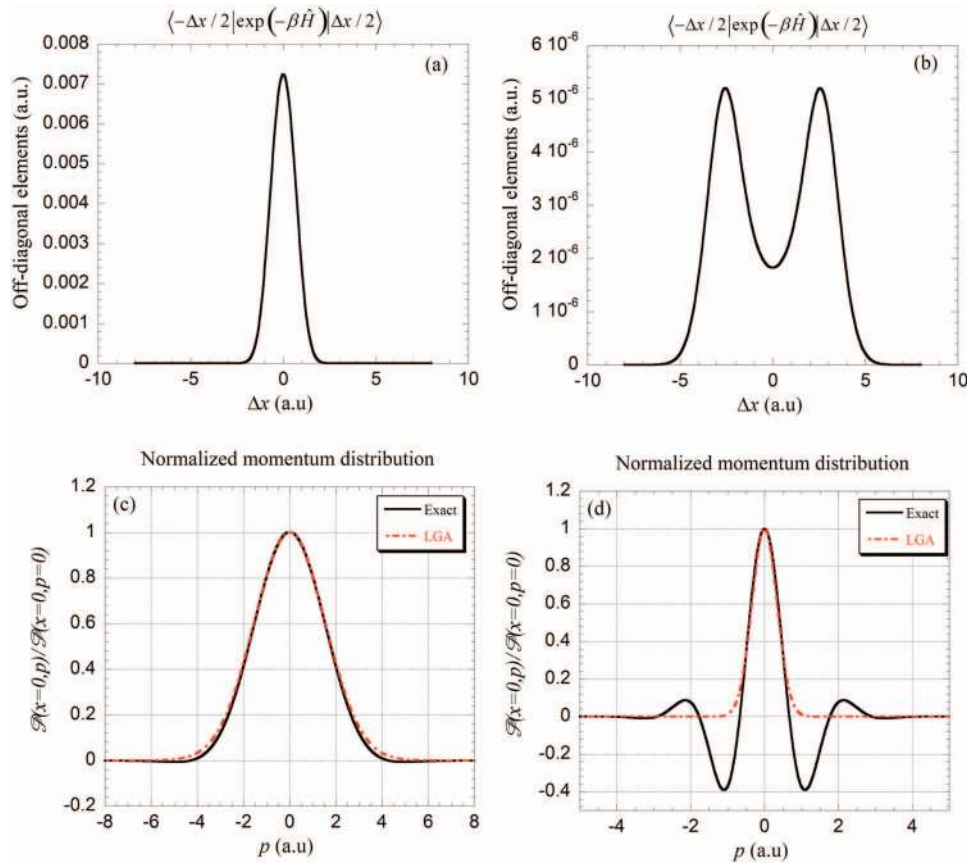 ⟨−Δx / 2|exp(−βĤ)|Δx / 2⟩
(a)
Off-diagonal elements (a.u.)
0.008
0.007
0.006
0.005
0.004
0.003
0.002
0.001
0
-10 -5 0 5 10
Δx (a.u)
⟨−Δx / 2|exp(−βĤ)|Δx / 2⟩
(b)
Off-diagonal elements (a.u.)
6 10⁻⁶
5 10⁻⁶
4 10⁻⁶
3 10⁻⁶
2 10⁻⁶
1 10⁻⁶
0
-10 -5 0 5 10
Δx (a.u)
Normalized momentum distribution
(c)
Exact
LGA
𝒫(x=0,p)/𝒫(x=0,p=0)
1.2
1
0.8
0.6
0.4
0.2
0
-0.2
-8 -6 -4 -2 0 2 4 6 8
p (a.u)
Normalized momentum distribution
(d)
Exact
LGA
𝒫(x=0,p)/𝒫(x=0,p=0)
1.2
1
0.8
0.6
0.4
0.2
0
-0.2
-0.4
-4 -2 0 2 4
p (a.u)